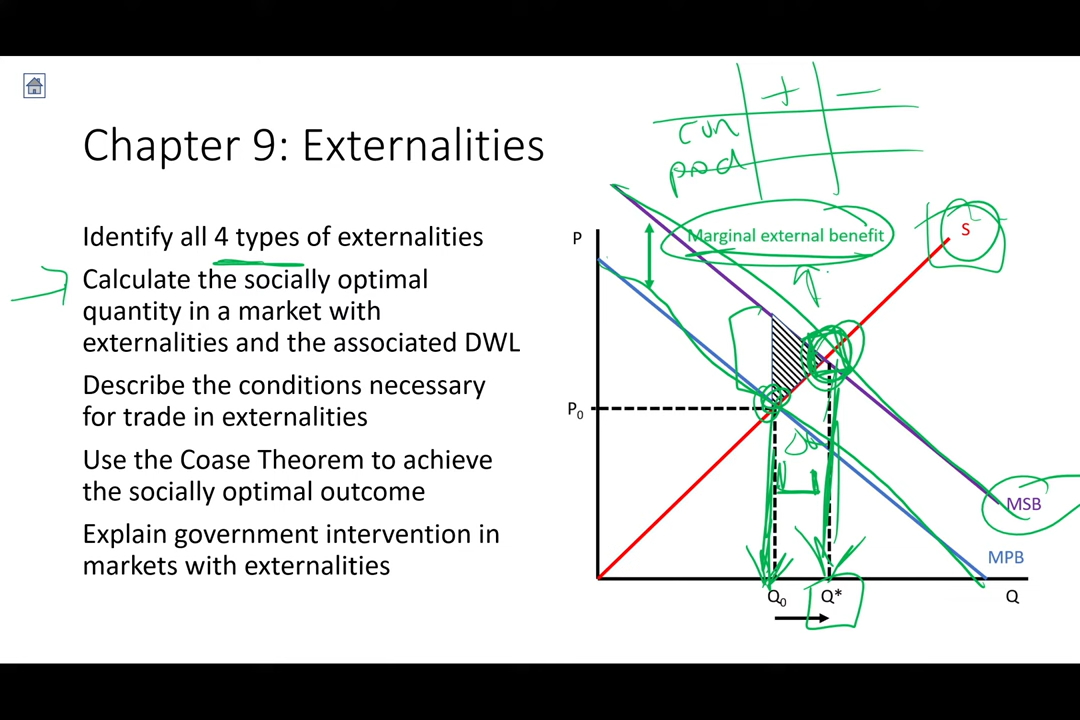 + −
con
prod
Chapter 9: Externalities
Identify all 4 types of externalities
Calculate the socially optimal
quantity in a market with
externalities and the associated DWL
Describe the conditions necessary
for trade in externalities
Use the Coase Theorem to achieve
the socially optimal outcome
Explain government intervention in
markets with externalities
P
Marginal external benefit
S
P₀
MSB
MPB
Q₀
Q*
Q